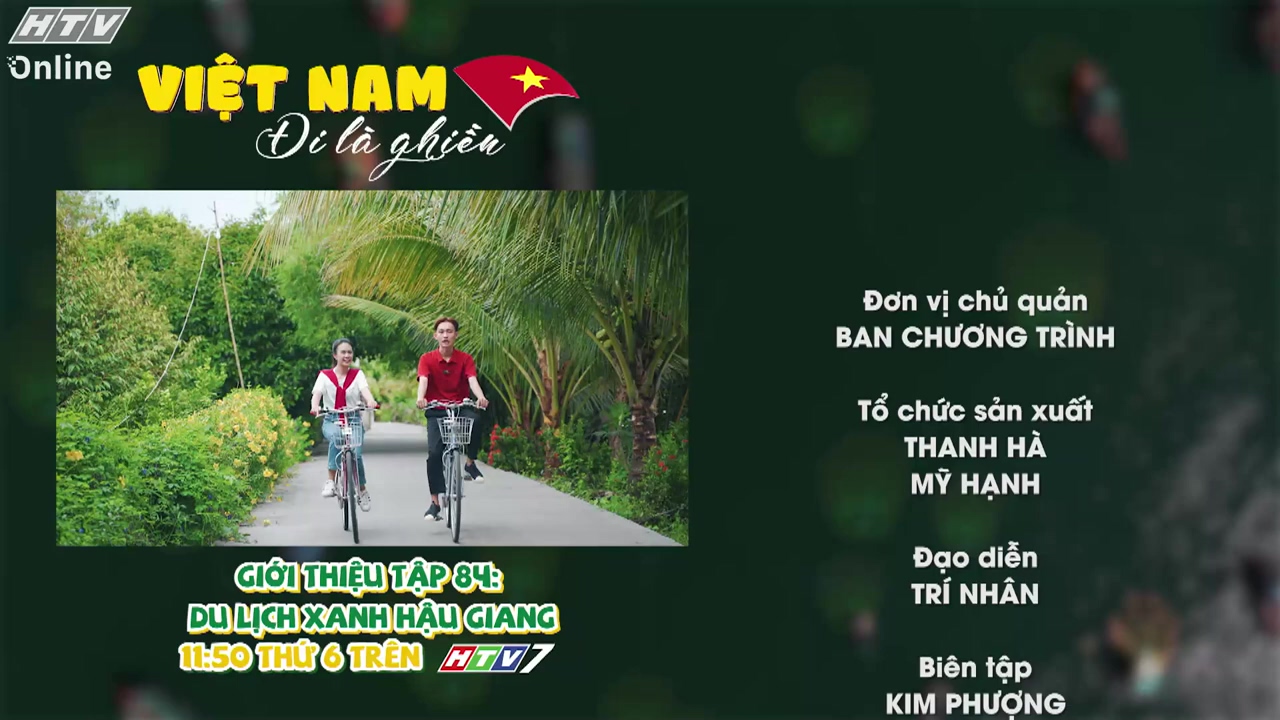 HTV
Online
VIỆT NAM
Đi là ghiền
GIỚI THIỆU TẬP 84:
DU LỊCH XANH HẬU GIANG
11:50 THỨ 6 TRÊN HTV7
Đơn vị chủ quản
BAN CHƯƠNG TRÌNH
Tổ chức sản xuất
THANH HÀ
MỸ HẠNH
Đạo diễn
TRÍ NHÂN
Biên tập
KIM PHƯỢNG